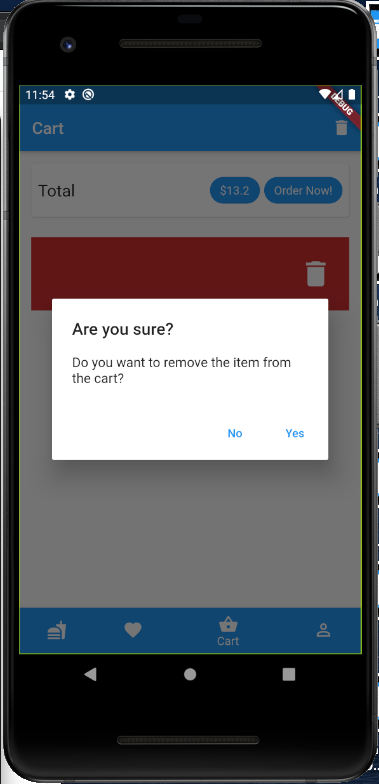 11:54
DEBUG
Cart
Total
$13.2
Order Now!
Are you sure?
Do you want to remove the item from
the cart?
No
Yes
Cart